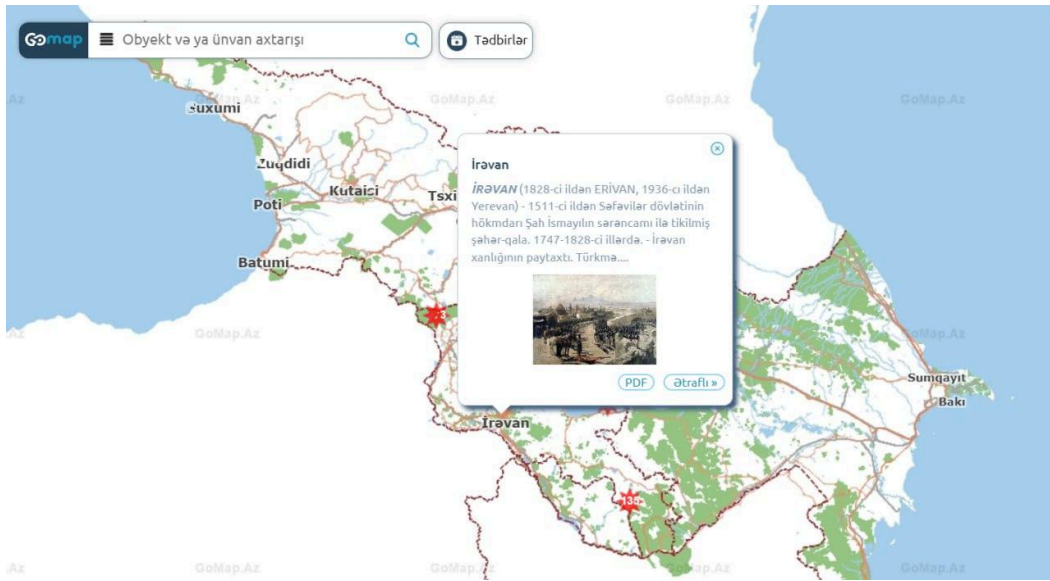 Gomap
Obyekt və ya ünvan axtarışı
Tədbirlər
GoMap.Az
GoMap.Az
GoMap.Az
Suxumi
Zuqdidi
Kutaisi
Tsxi
Poti
Batumi
İrəvan
İRƏVAN (1828-ci ildən ERİVAN, 1936-cı ildən
Yerevan) - 1511-ci ildən Səfəvilər dövlətinin
hökmdarı Şah İsmayılın sərəncamı ilə tikilmiş
şəhər-qala. 1747-1828-ci illərdə. - İrəvan
xanlığının paytaxtı. Türkmə....
PDF
Ətraflı »
GoMap.Az
GoMap.Az
Sumqayıt
Bakı
İrəvan
135
GoMap.Az
GoMap.Az
GoMap.Az
GoMap.Az